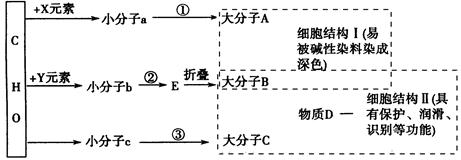 C
H
O
+X元素
小分子a
①
大分子A
细胞结构Ⅰ(易
被碱性染料染成
深色)
+Y元素
小分子b
②
E
折叠
大分子B
物质D
细胞结构Ⅱ(具
有保护、润滑、
识别等功能)
小分子c
③
大分子C